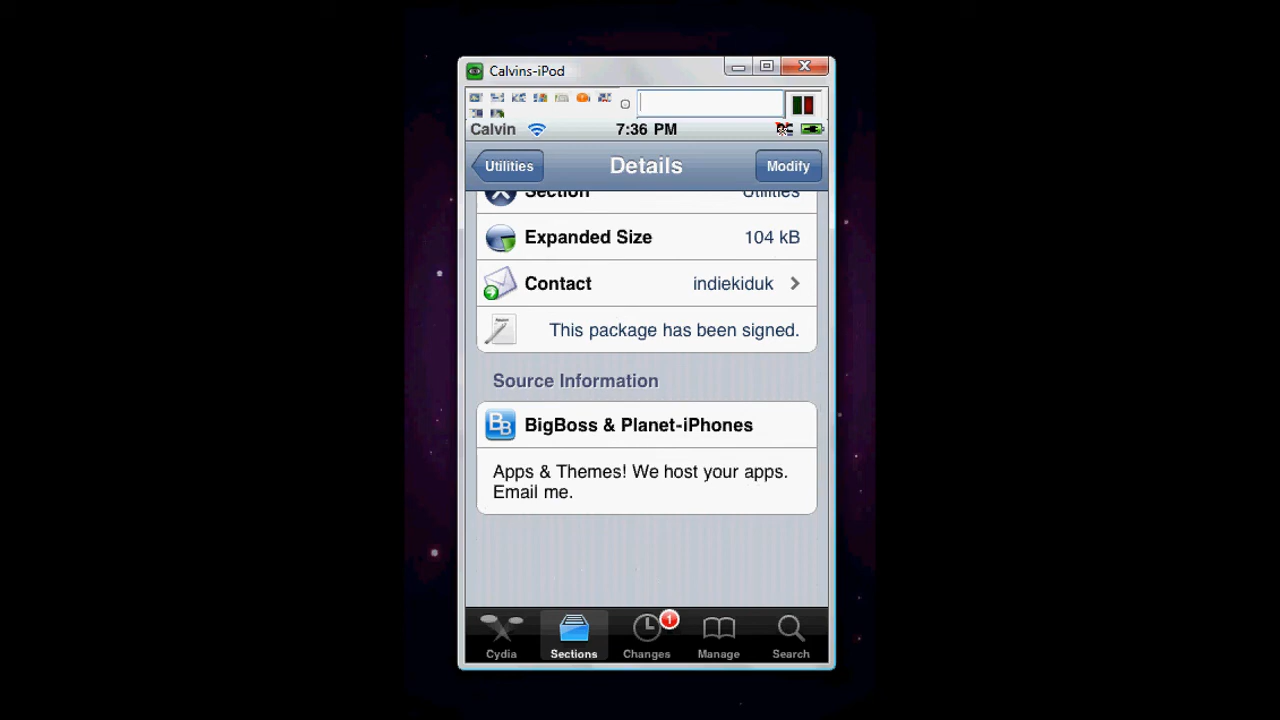 Calvins-iPod
Calvin 7:36 PM
Utilities Details Modify
Section Utilities
Expanded Size 104 kB
Contact indiekiduk
This package has been signed.
Source Information
BB BigBoss & Planet-iPhones
Apps & Themes! We host your apps.
Email me.
1
Cydia Sections Changes Manage Search